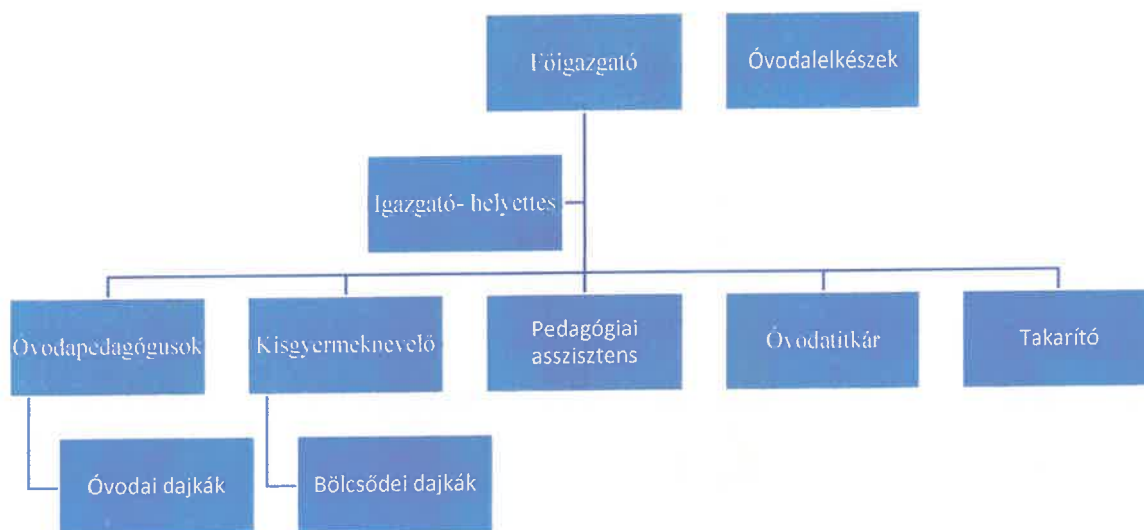 Főigazgató
Óvodalelkészek
Igazgató- helyettes
Óvodapedagógusok
Kisgyermeknevelő
Pedagógiai
asszisztens
Óvodatitkár
Takarító
Óvodai dajkák
Bölcsődei dajkák